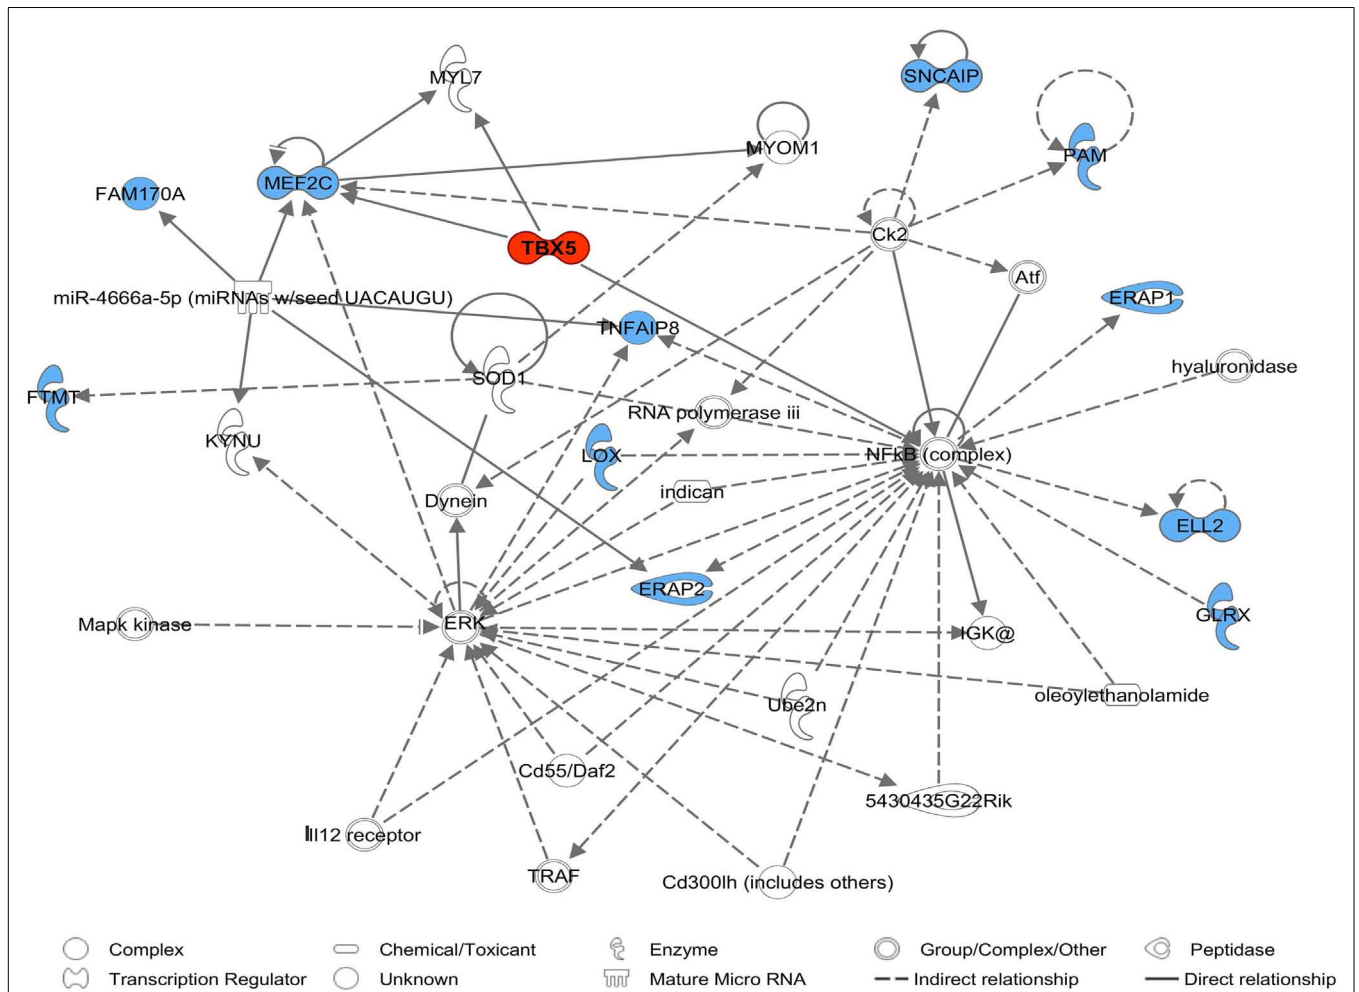 MYL7
SNCAIP
MYOM1
PAM
FAM170A
MEF2C
TBX5
Ck2
Atf
miR-4666a-5p (miRNAs w/seed UACAUGU)
ERAP1
TNFAIP8
hyaluronidase
FTMT
SOD1
RNA polymerase iii
KYNU
LOX
NFkB (complex)
Dynein
indican
ELL2
ERAP2
GLRX
Mapk kinase
ERK
IGK@
oleoylethanolamide
Ube2n
Cd55/Daf2
5430435G22Rik
Il12 receptor
TRAF
Cd300lh (includes others)
Complex
Chemical/Toxicant
Enzyme
Group/Complex/Other
Peptidase
Transcription Regulator
Unknown
Mature Micro RNA
Indirect relationship
Direct relationship